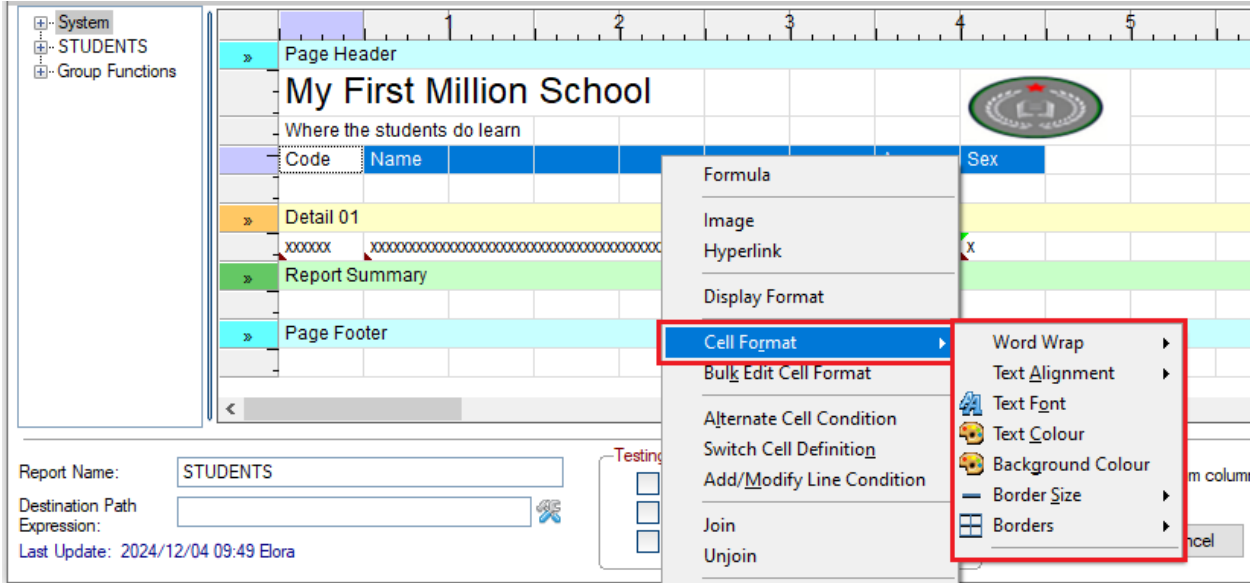 System
STUDENTS
Group Functions
1 2 3 4 5
» Page Header
My First Million School
Where the students do learn
Code Name Sex
» Detail 01
xxxxxx xxxxxxxxxxxxxxxxxxxxxxxxxxxxxxxxxxxxxx x
» Report Summary
» Page Footer
Formula
Image
Hyperlink
Display Format
Cell Format
Bulk Edit Cell Format
Alternate Cell Condition
Switch Cell Definition
Add/Modify Line Condition
Join
Unjoin
Word Wrap
Text Alignment
Text Font
Text Colour
Background Colour
Border Size
Borders
Report Name: STUDENTS
Destination Path
Expression:
Last Update: 2024/12/04 09:49 Elora
Testing